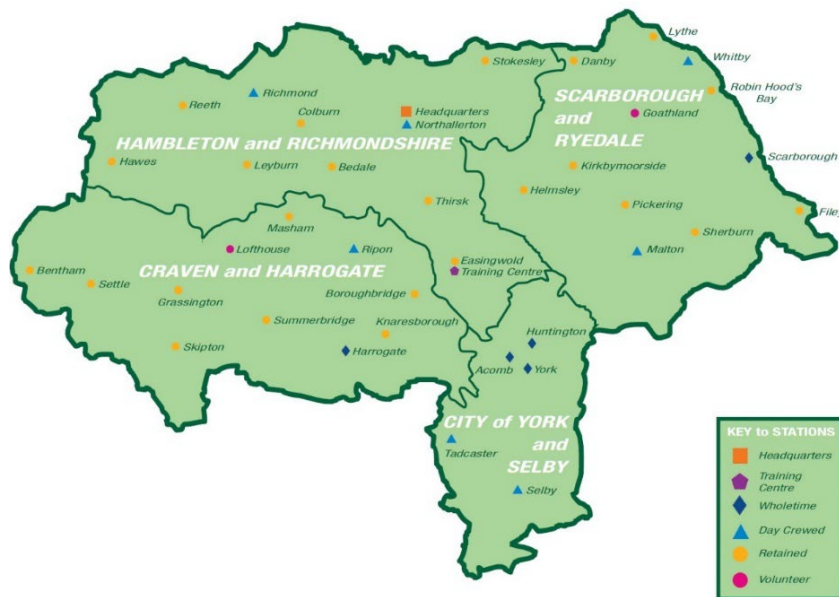 Lythe
Stokesley
Danby
Whitby
Richmond
Reeth
Colburn
Headquarters
Northallerton
SCARBOROUGH
and
RYEDALE
Robin Hood's
Bay
Goathland
HAMBLETON and RICHMONDSHIRE
Hawes
Leyburn
Bedale
Kirkbymoorside
Scarborough
Helmsley
Thirsk
Pickering
Filey
Masham
Sherburn
Lofthouse
Ripon
Malton
Easingwold
Training Centre
CRAVEN and HARROGATE
Bentham
Settle
Grassington
Boroughbridge
Summerbridge
Knaresborough
Huntington
Skipton
Harrogate
Acomb
York
CITY of YORK
and
SELBY
Tadcaster
Selby
KEY to STATIONS
Headquarters
Training
Centre
Wholetime
Day Crewed
Retained
Volunteer